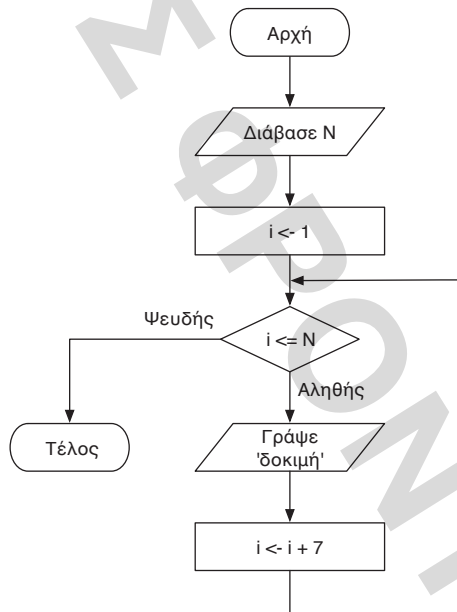 Αρχή
Διάβασε Ν
i <- 1
Ψευδής
i <= N
Αληθής
Τέλος
Γράψε
'δοκιμή'
i <- i + 7